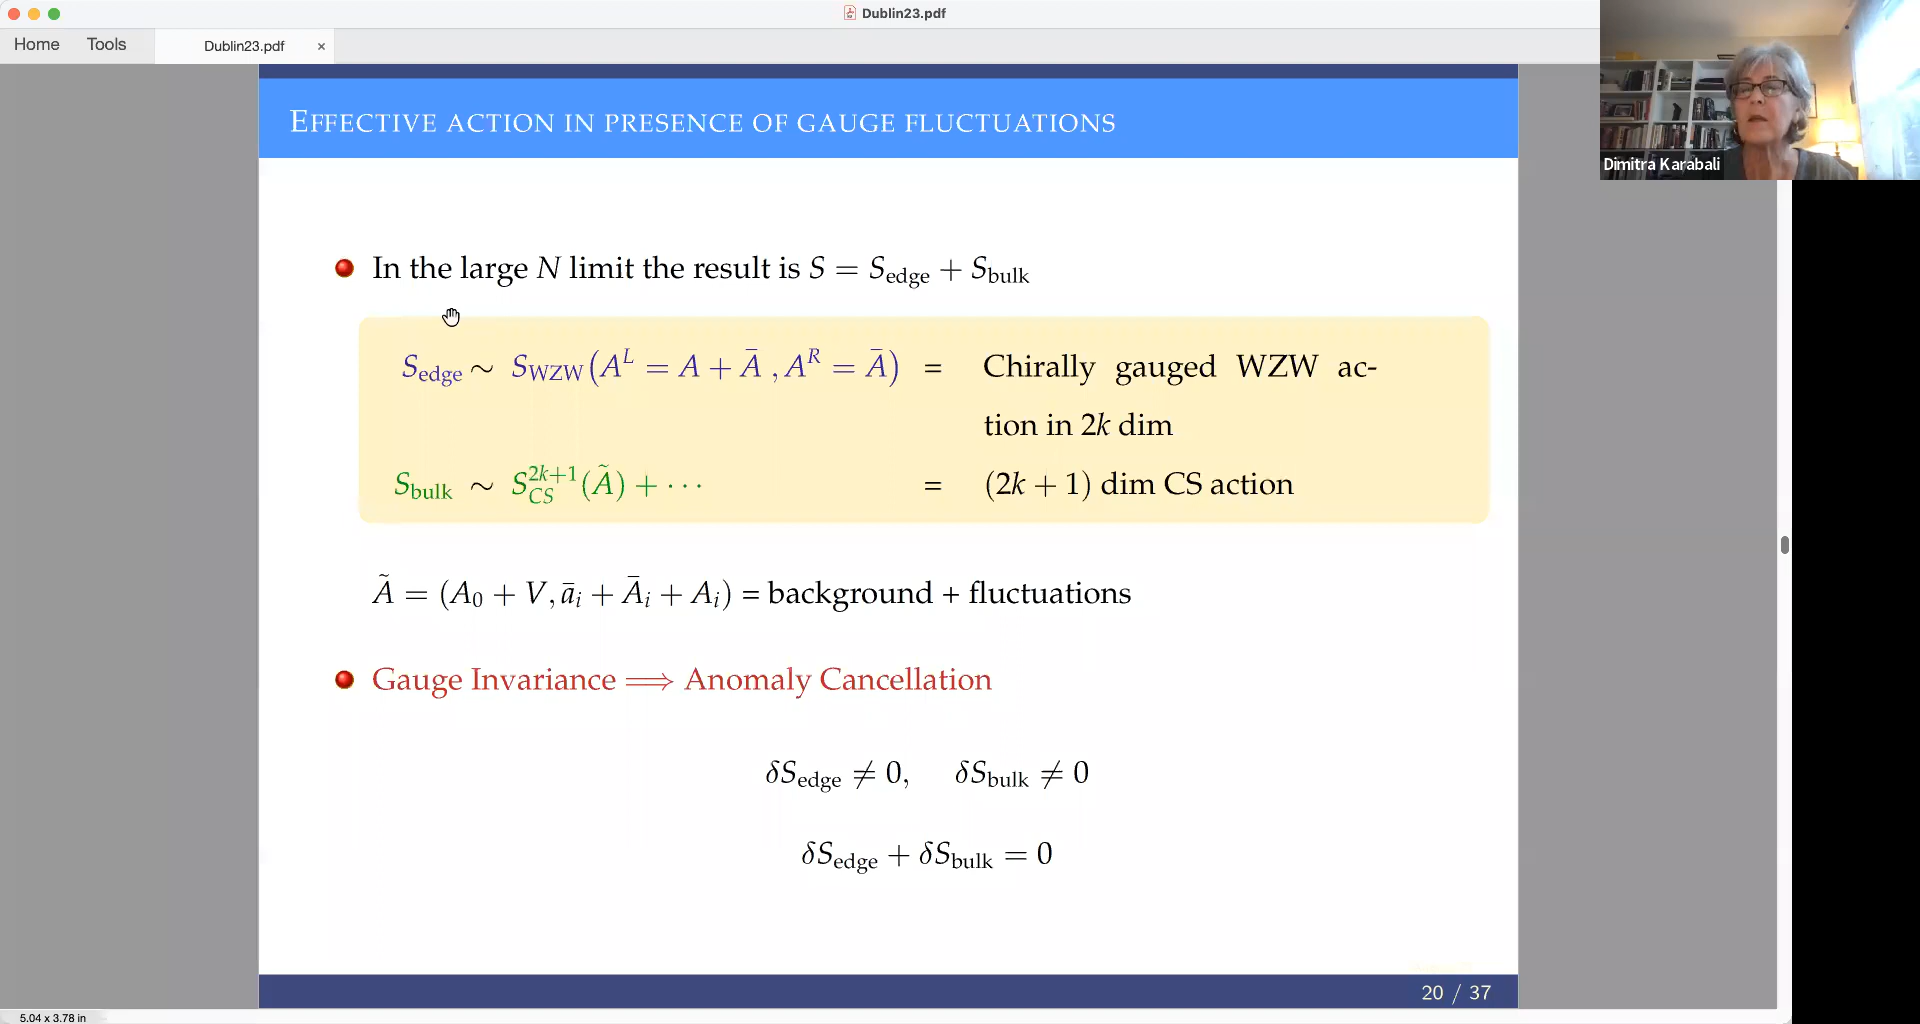 Dublin23.pdf
Home Tools Dublin23.pdf ×
Dimitra Karabali
EFFECTIVE ACTION IN PRESENCE OF GAUGE FLUCTUATIONS
In the large N limit the result is S = S_edge + S_bulk
S_edge ∼ S_WZW(A^L = A + Ā , A^R = Ā) = Chirally gauged WZW ac-
tion in 2k dim
S_bulk ∼ S_CS^{2k+1}(Ã) + ⋯ = (2k + 1) dim CS action
Ã = (A_0 + V, ā_i + Ā_i + A_i) = background + fluctuations
Gauge Invariance ⟹ Anomaly Cancellation
δS_edge ≠ 0, δS_bulk ≠ 0
δS_edge + δS_bulk = 0
20 / 37
5.04 x 3.78 in